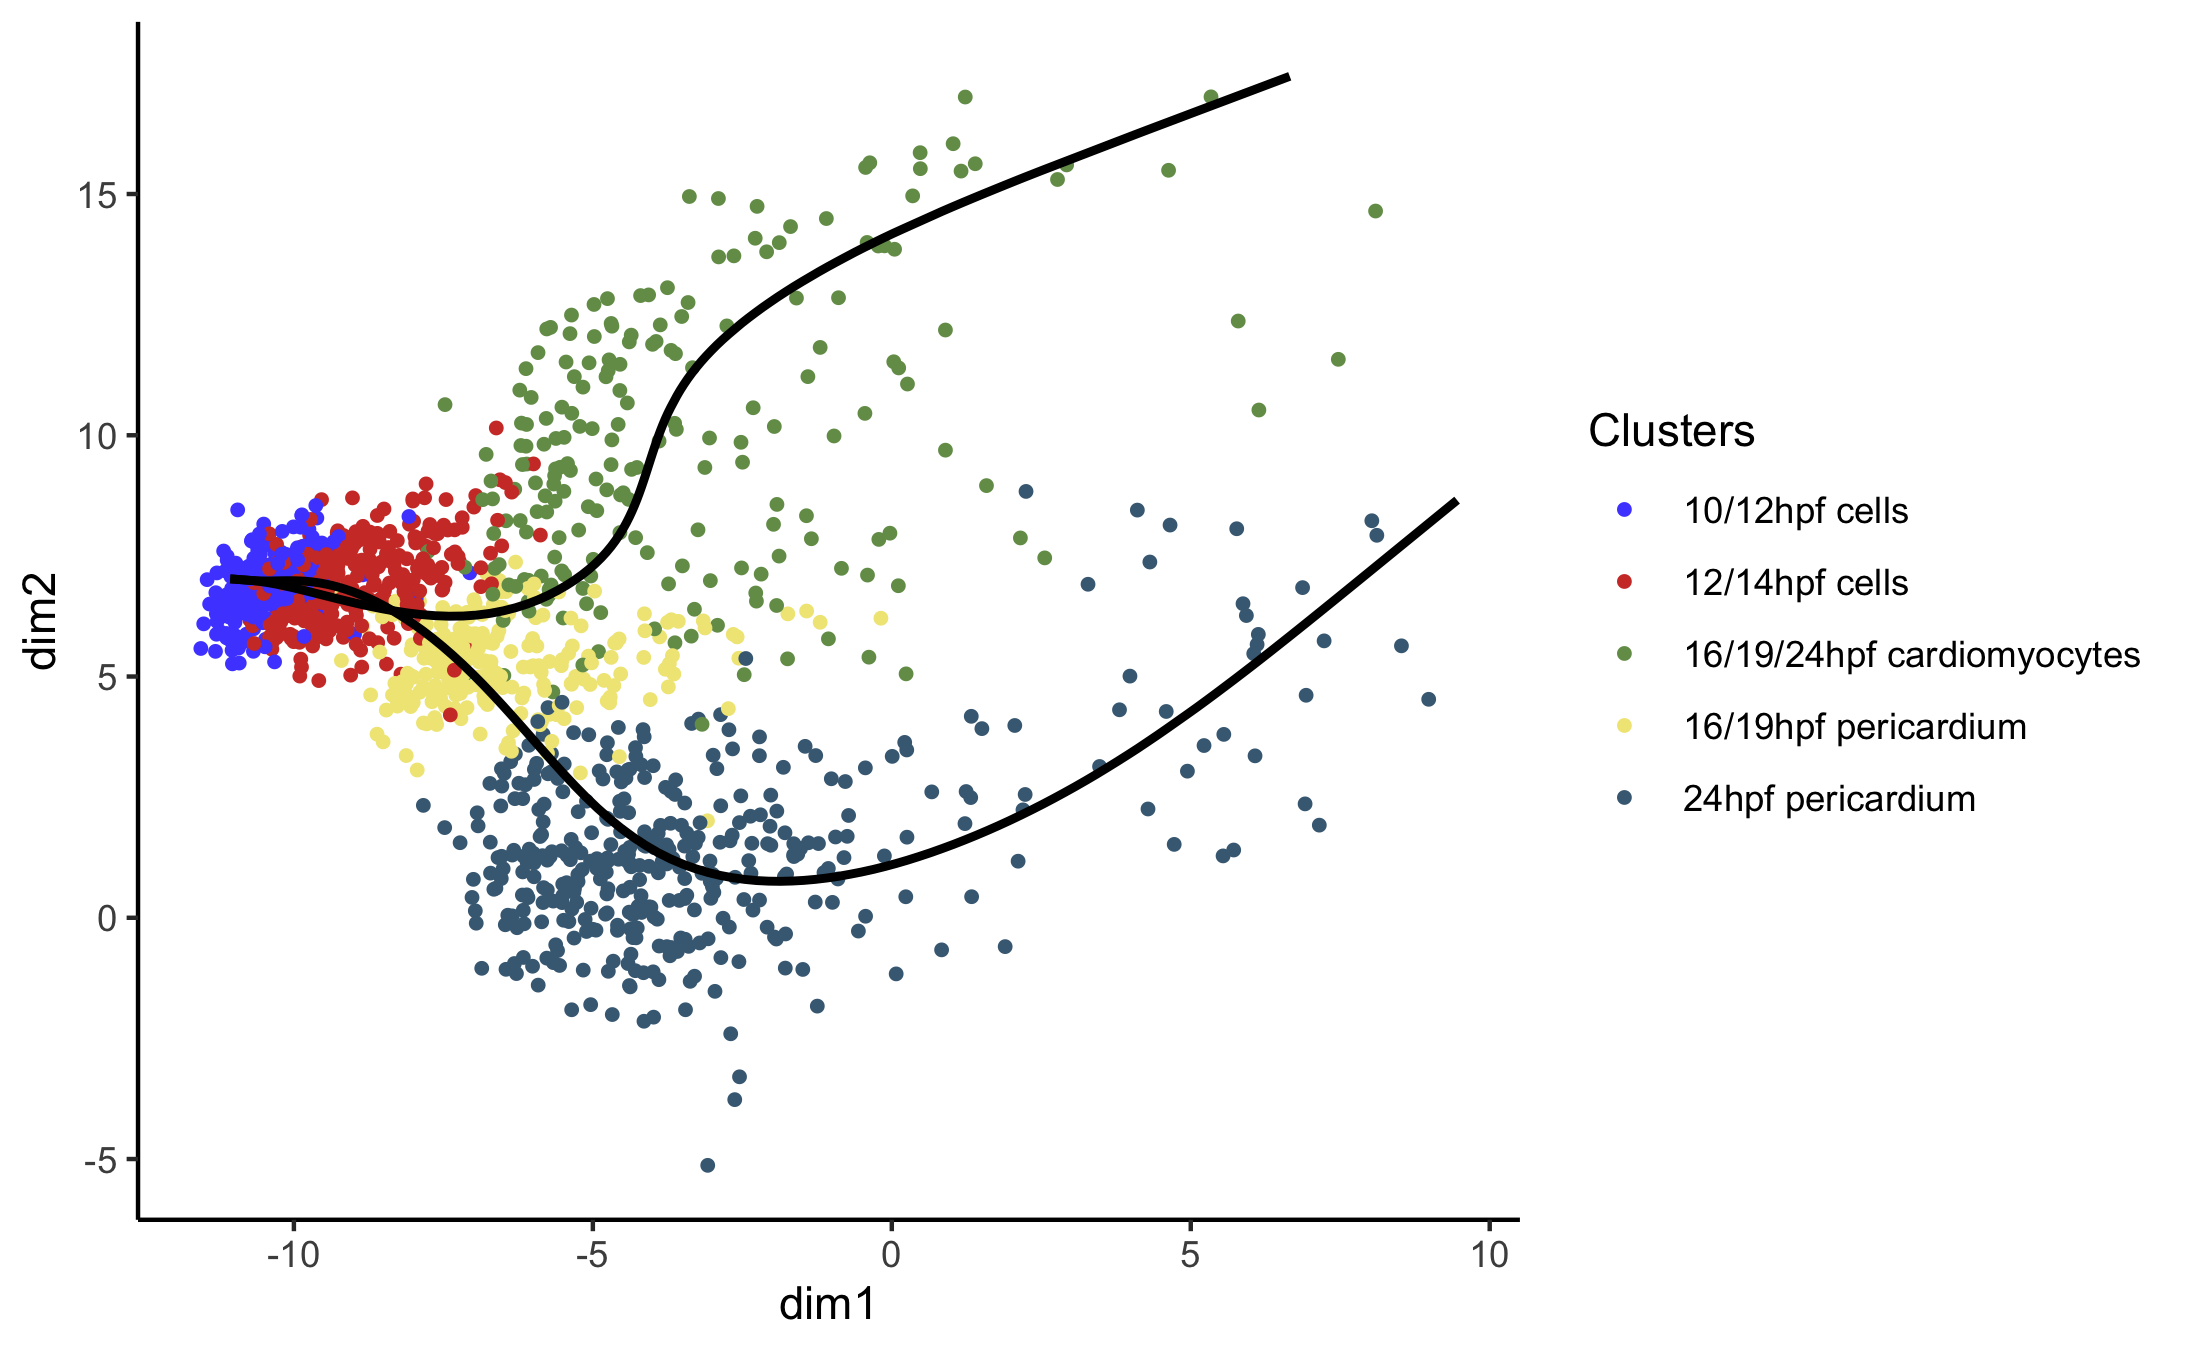 15
10
5
0
-5
dim2
-10
-5
0
5
10
dim1
Clusters
10/12hpf cells
12/14hpf cells
16/19/24hpf cardiomyocytes
16/19hpf pericardium
24hpf pericardium